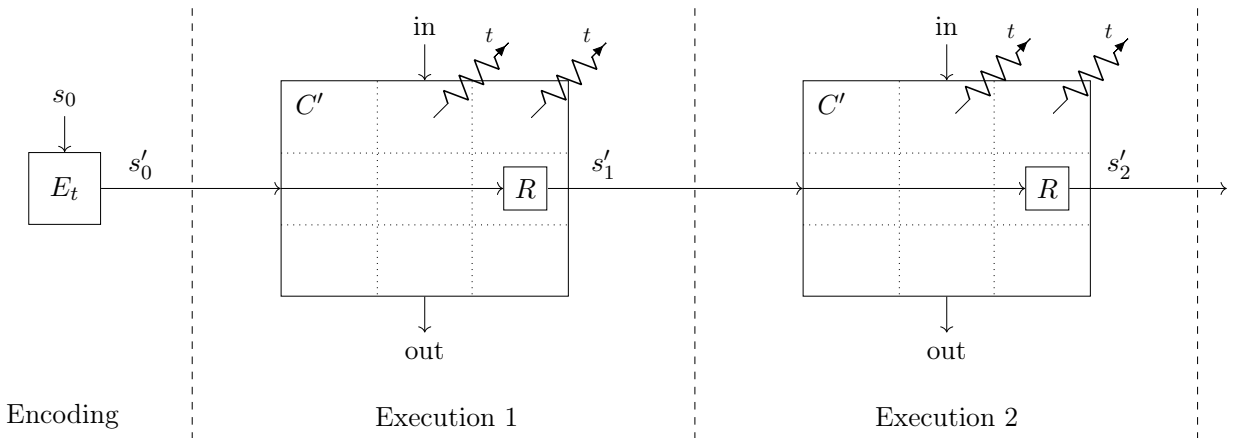 in
t
t
C'
s₀
E_t
s'₀
R
s'₁
out
in
t
t
C'
R
s'₂
out
Encoding
Execution 1
Execution 2